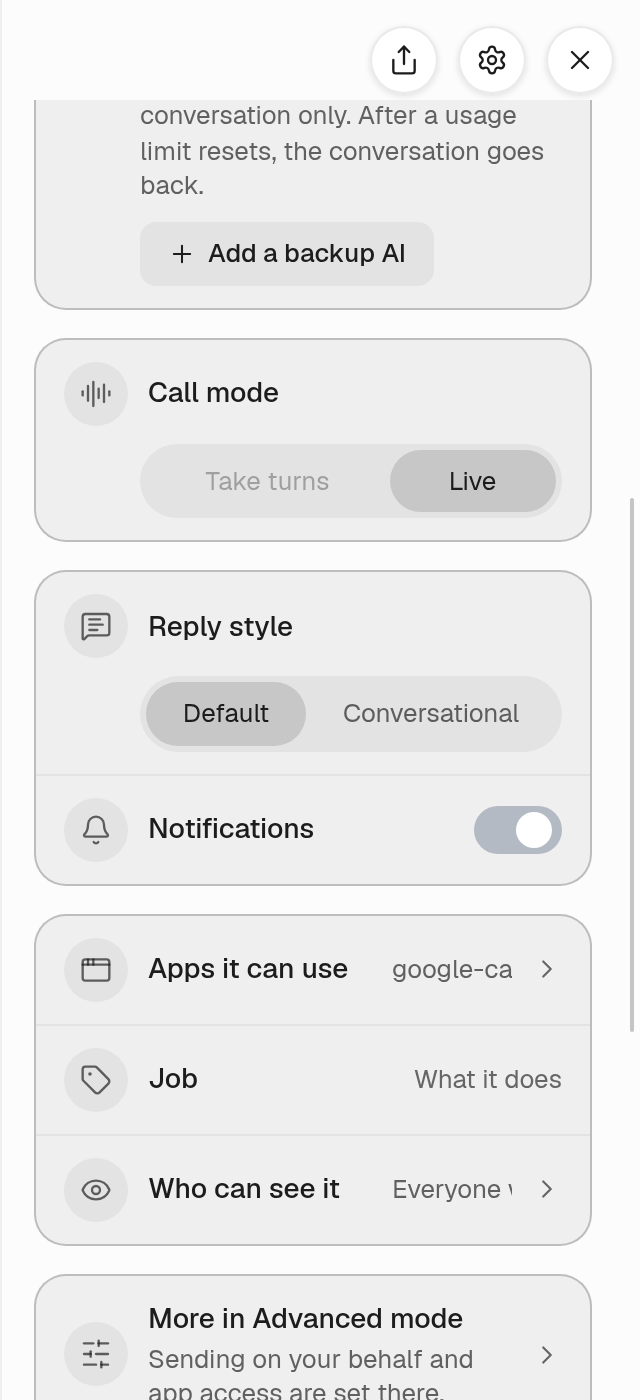 conversation only. After a usage
limit resets, the conversation goes
back.
Add a backup AI
Call mode
Take turns
Live
Reply style
Default
Conversational
Notifications
Apps it can use
google-ca
Job
What it does
Who can see it
Everyone
More in Advanced mode
Sending on your behalf and
app access are set there.